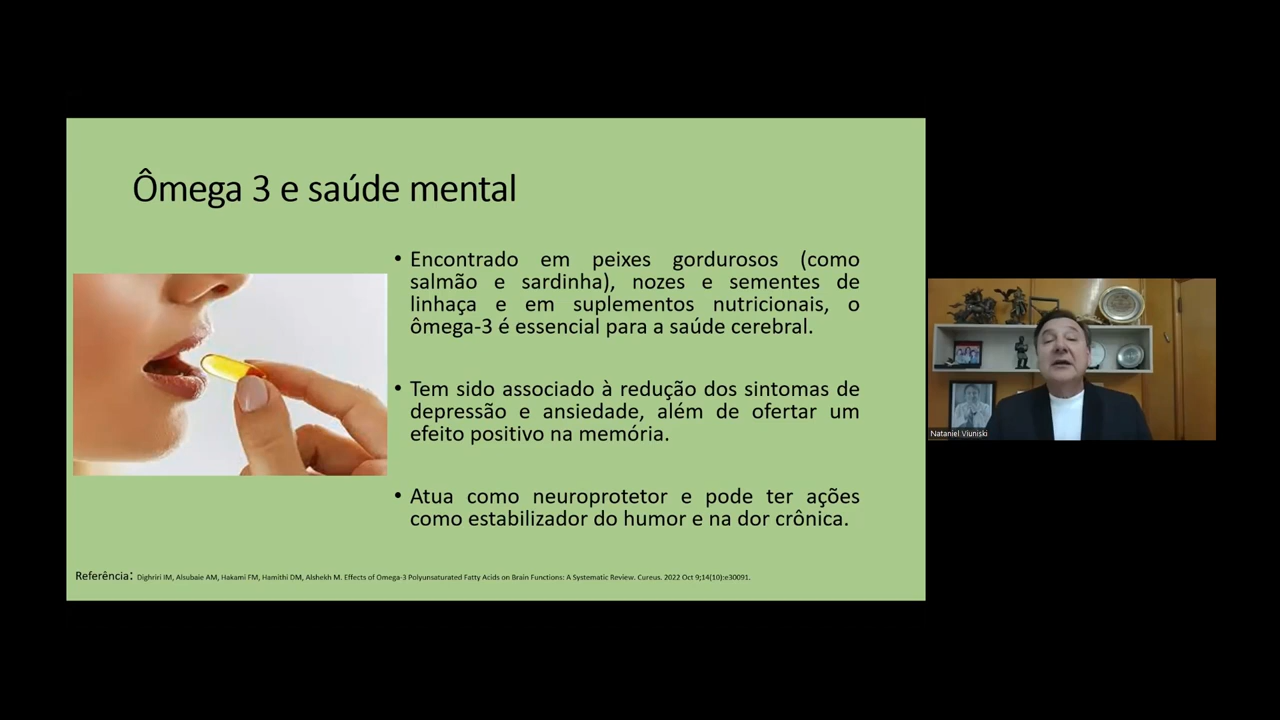 Ômega 3 e saúde mental
• Encontrado em peixes gordurosos (como
salmão e sardinha), nozes e sementes de
linhaça e em suplementos nutricionais, o
ômega-3 é essencial para a saúde cerebral.
• Tem sido associado à redução dos sintomas de
depressão e ansiedade, além de ofertar um
efeito positivo na memória.
• Atua como neuroprotetor e pode ter ações
como estabilizador do humor e na dor crônica.
Referência: Dighriri IM, Alsubaie AM, Hakami FM, Hamithi DM, Alshekh M. Effects of Omega-3 Polyunsaturated Fatty Acids on Brain Functions: A Systematic Review. Cureus. 2022 Oct 9;14(10):e30091.
Nataniel Viuniski